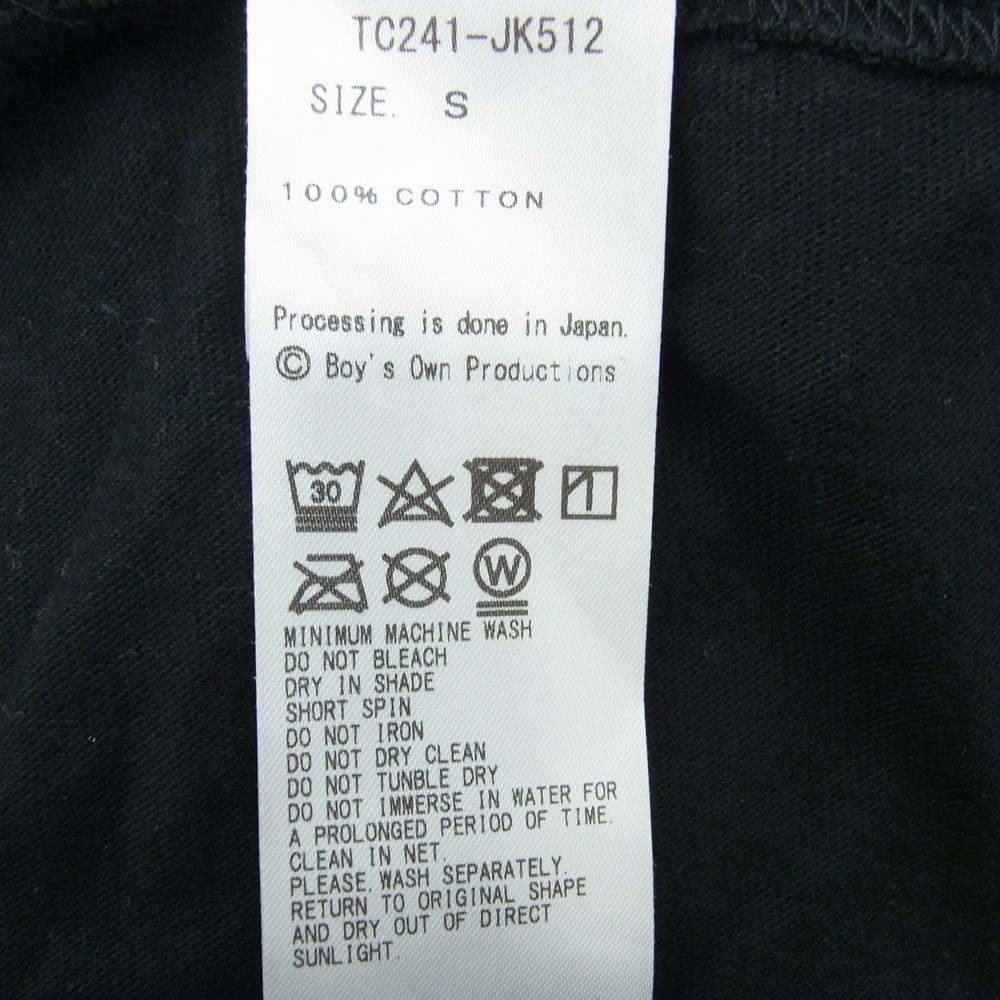 TC241-JK512
SIZE. S
100% COTTON
Processing is done in Japan.
© Boy's Own Productions
30
1
W
MINIMUM MACHINE WASH
DO NOT BLEACH
DRY IN SHADE
SHORT SPIN
DO NOT IRON
DO NOT DRY CLEAN
DO NOT TUNBLE DRY
DO NOT IMMERSE IN WATER FOR
A PROLONGED PERIOD OF TIME.
CLEAN IN NET.
PLEASE.WASH SEPARATELY.
RETURN TO ORIGINAL SHAPE
AND DRY OUT OF DIRECT
SUNLIGHT.